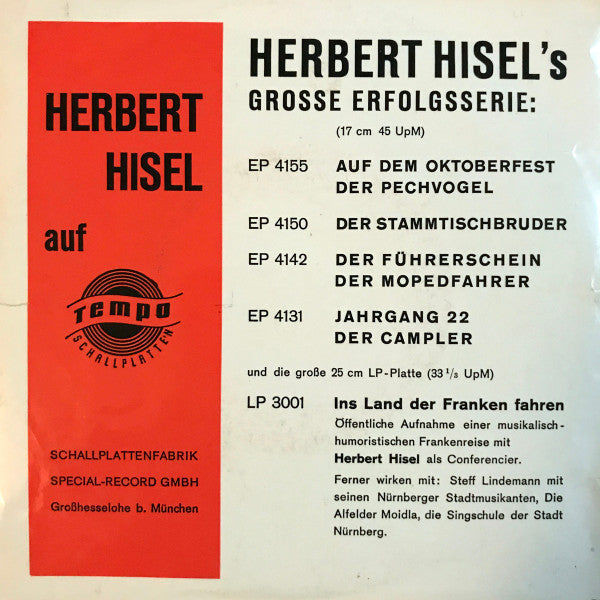 HERBERT
HISEL
auf
Tempo
SCHALLPLATTEN
SCHALLPLATTENFABRIK
SPECIAL-RECORD GMBH
Großhesselohe b. München
HERBERT HISEL's
GROSSE ERFOLGSSERIE:
(17 cm 45 UpM)
EP 4155 AUF DEM OKTOBERFEST
DER PECHVOGEL
EP 4150 DER STAMMTISCHBRUDER
EP 4142 DER FÜHRERSCHEIN
DER MOPEDFAHRER
EP 4131 JAHRGANG 22
DER CAMPLER
und die große 25 cm LP-Platte (33 1/3 UpM)
LP 3001 Ins Land der Franken fahren
Öffentliche Aufnahme einer musikalisch-
humoristischen Frankenreise mit
Herbert Hisel als Conferencier.
Ferner wirken mit: Steff Lindemann mit
seinen Nürnberger Stadtmusikanten, Die
Alfelder Moidla, die Singschule der Stadt
Nürnberg.